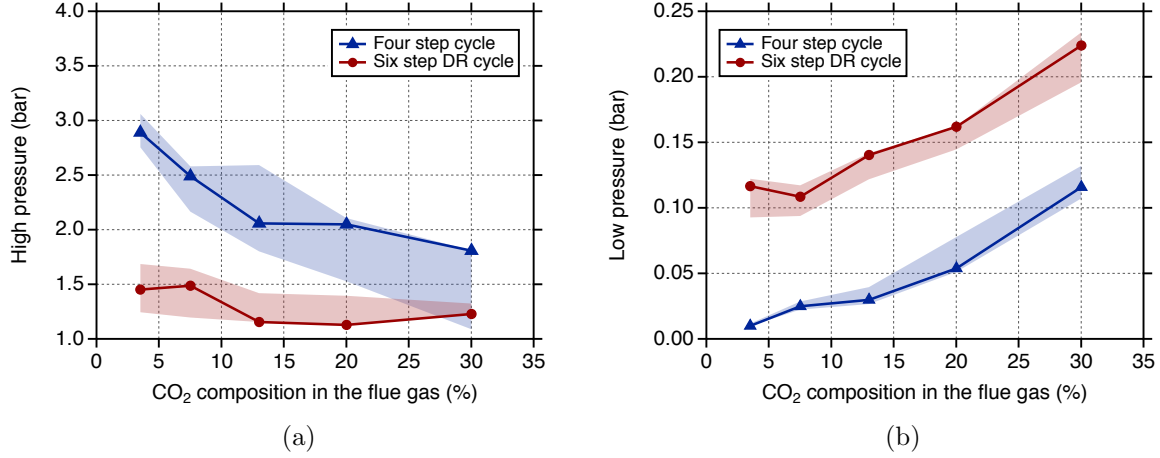 4.0
3.5
3.0
2.5
2.0
1.5
1.0
High pressure (bar)
Four step cycle
Six step DR cycle
0 5 10 15 20 25 30 35
CO₂ composition in the flue gas (%)
(a)
0.25
0.20
0.15
0.10
0.05
0.00
Low pressure (bar)
Four step cycle
Six step DR cycle
0 5 10 15 20 25 30 35
CO₂ composition in the flue gas (%)
(b)